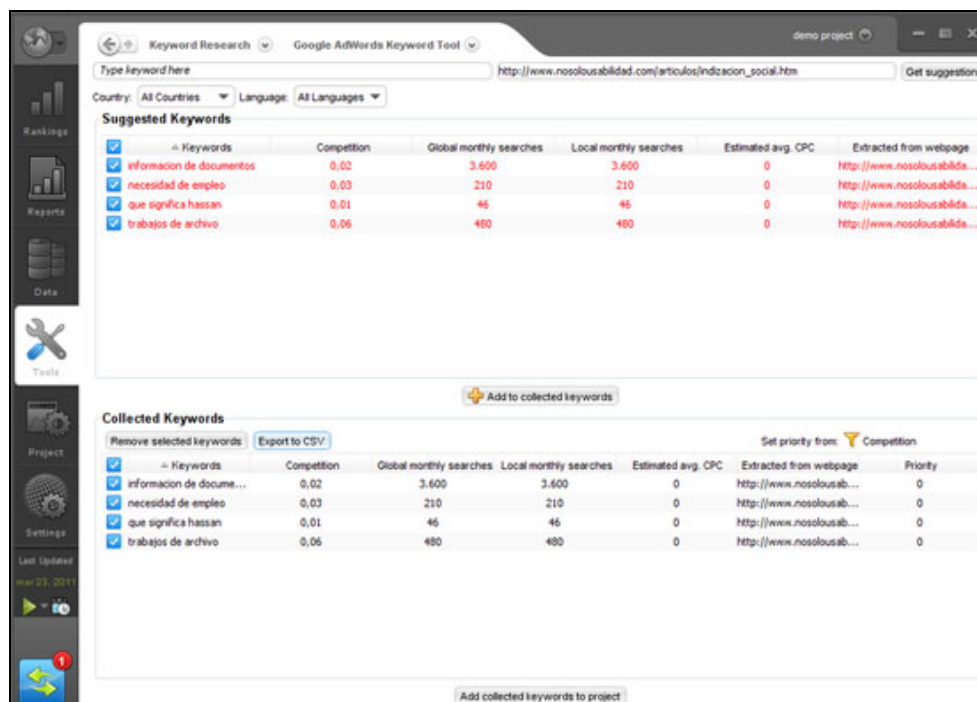 Keyword Research Google AdWords Keyword Tool demo project
Type keyword here http://www.nosolousabilidad.com/articulos/indizacion_social.htm Get suggestion
Country: All Countries Language: All Languages
Suggested Keywords
Keywords Competition Global monthly searches Local monthly searches Estimated avg. CPC Extracted from webpage
informacion de documentos 0,02 3.600 3.600 0 http://www.nosolousabilida...
necesidad de empleo 0,03 210 210 0 http://www.nosolousabilida...
que significa hassan 0,01 46 46 0 http://www.nosolousabilida...
trabajos de archivo 0,06 480 480 0 http://www.nosolousabilida...
Add to collected keywords
Collected Keywords
Remove selected keywords Export to CSV Set priority from: Competition
Keywords Competition Global monthly searches Local monthly searches Estimated avg. CPC Extracted from webpage Priority
informacion de docume... 0,02 3.600 3.600 0 http://www.nosolousab... 0
necesidad de empleo 0,03 210 210 0 http://www.nosolousab... 0
que significa hassan 0,01 46 46 0 http://www.nosolousab... 0
trabajos de archivo 0,06 480 480 0 http://www.nosolousab... 0
Add collected keywords to project
Rankings
Reports
Data
Tools
Project
Settings
Last Updated
mar 23, 2011
1